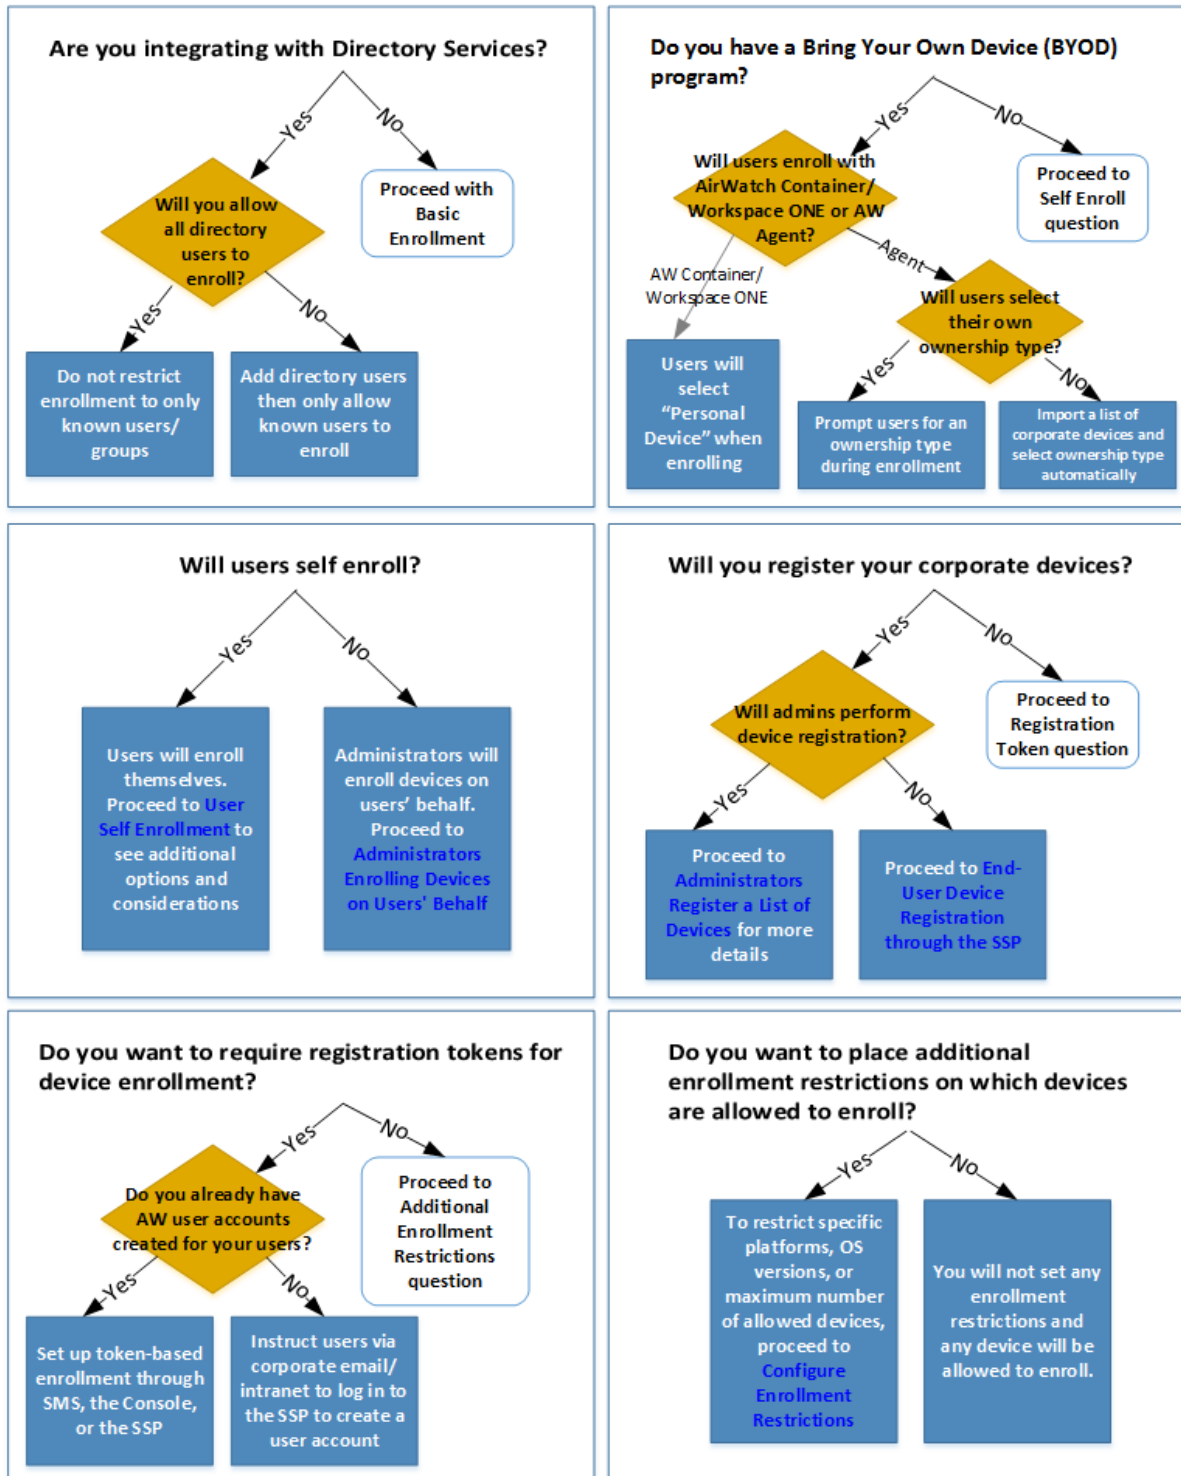 Are you integrating with Directory Services?
Yes
No
Will you allow
all directory
users to
enroll?
Proceed with
Basic
Enrollment
Yes
No
Do not restrict
enrollment to only
known users/
groups
Add directory users
then only allow
known users to
enroll
Do you have a Bring Your Own Device (BYOD)
program?
Yes
No
Will users enroll with
AirWatch Container/
Workspace ONE or AW
Agent?
Proceed to
Self Enroll
question
AW Container/
Workspace ONE
Agent
Will users select
their own
ownership type?
Yes
No
Users will
select
“Personal
Device” when
enrolling
Prompt users for an
ownership type
during enrollment
Import a list of
corporate devices and
select ownership type
automatically
Will users self enroll?
Yes
No
Users will enroll
themselves.
Proceed to User
Self Enrollment to
see additional
options and
considerations
Administrators will
enroll devices on
users’ behalf.
Proceed to
Administrators
Enrolling Devices
on Users' Behalf
Will you register your corporate devices?
Yes
No
Will admins perform
device registration?
Proceed to
Registration
Token question
Yes
No
Proceed to
Administrators
Register a List of
Devices for more
details
Proceed to End-
User Device
Registration
through the SSP
Do you want to require registration tokens for
device enrollment?
Yes
No
Do you already have
AW user accounts
created for your users?
Proceed to
Additional
Enrollment
Restrictions
question
Yes
No
Set up token-based
enrollment through
SMS, the Console,
or the SSP
Instruct users via
corporate email/
intranet to log in to
the SSP to create a
user account
Do you want to place additional
enrollment restrictions on which devices
are allowed to enroll?
Yes
No
To restrict specific
platforms, OS
versions, or
maximum number
of allowed devices,
proceed to
Configure
Enrollment
Restrictions
You will not set any
enrollment
restrictions and
any device will be
allowed to enroll.